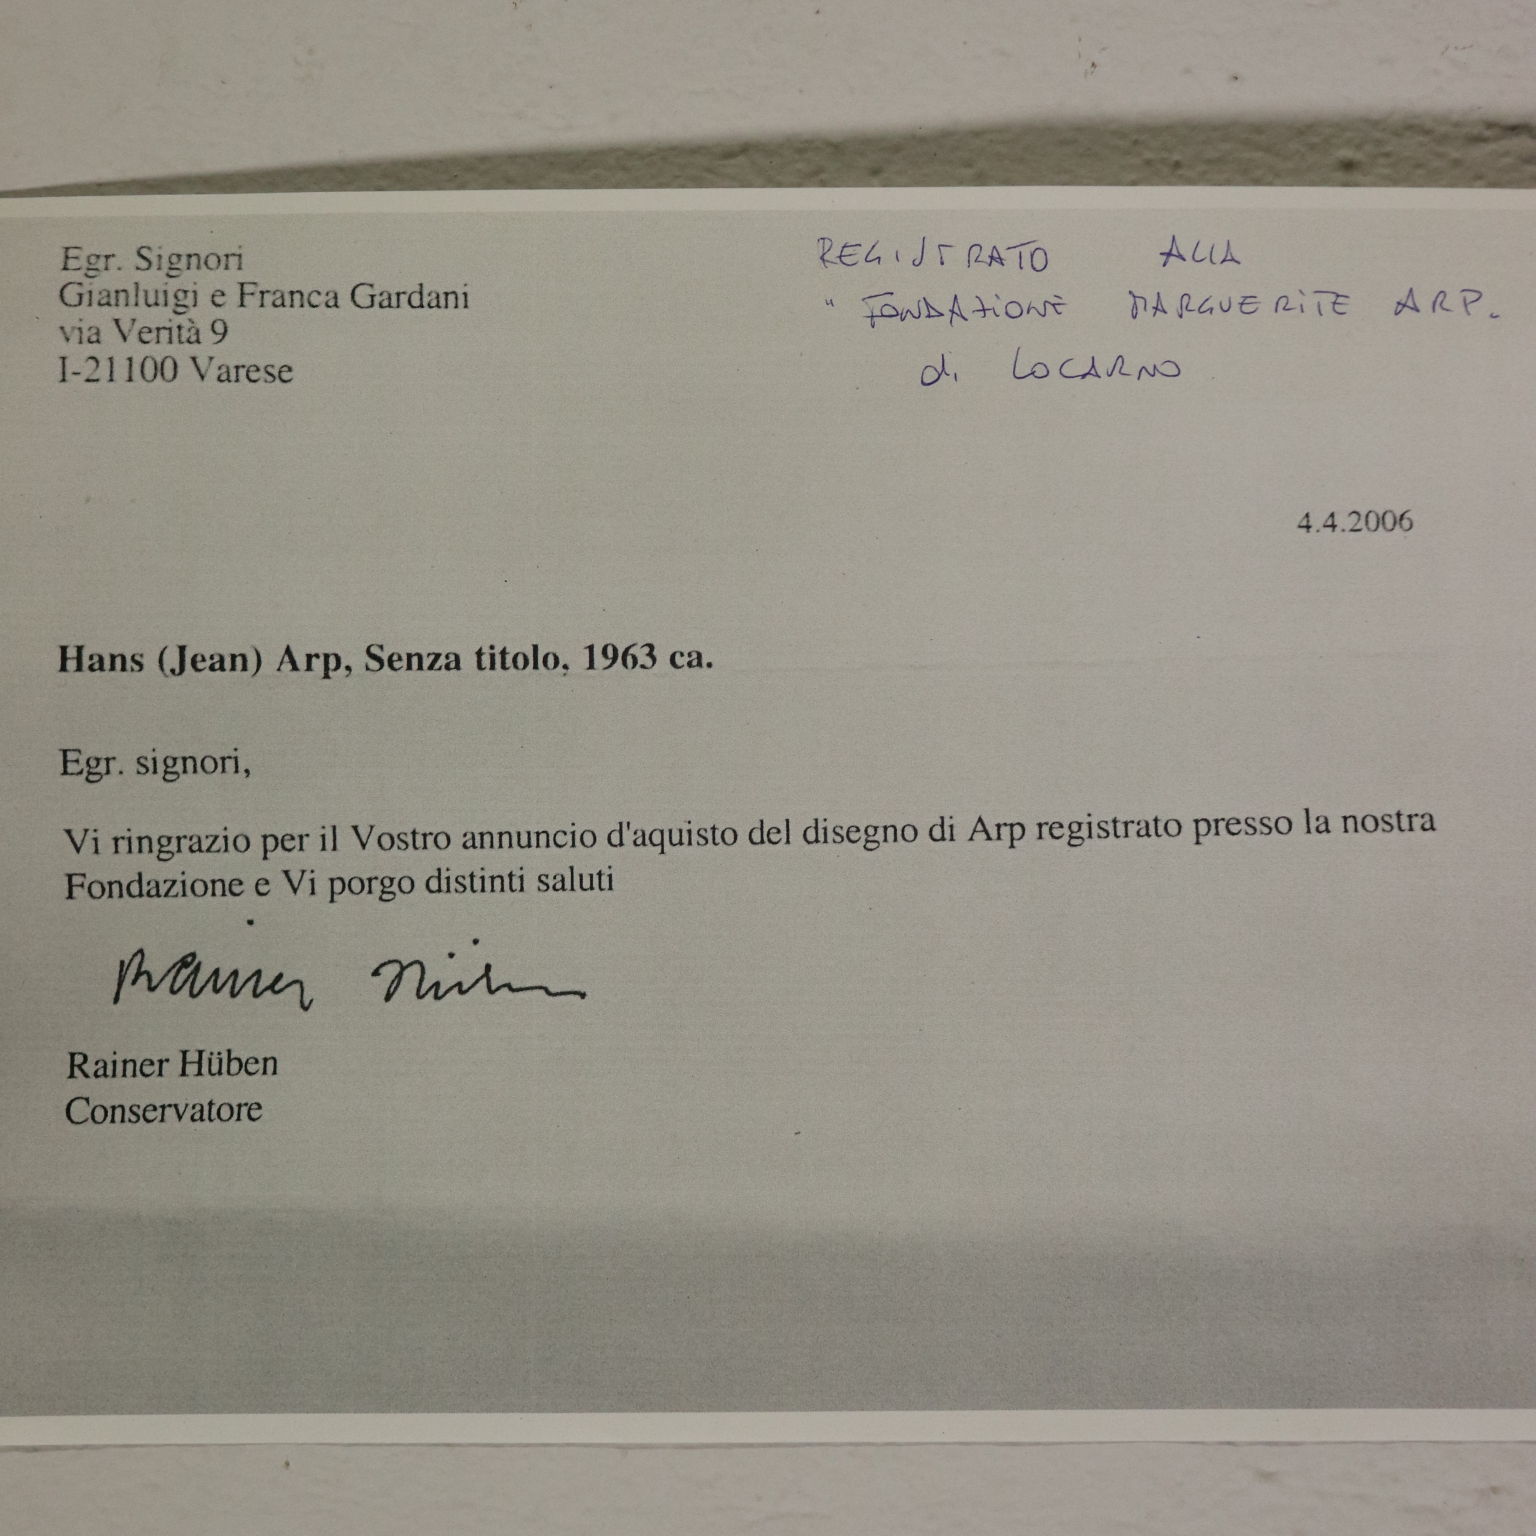 Egr. Signori
Gianluigi e Franca Gardani
via Verità 9
I-21100 Varese
REGISTRATO ALLA
" FONDAZIONE MARGUERITE ARP.
di LOCARNO
4.4.2006
Hans (Jean) Arp, Senza titolo, 1963 ca.
Egr. signori,
Vi ringrazio per il Vostro annuncio d'aquisto del disegno di Arp registrato presso la nostra
Fondazione e Vi porgo distinti saluti
Rainer Hüben
Rainer Hüben
Conservatore